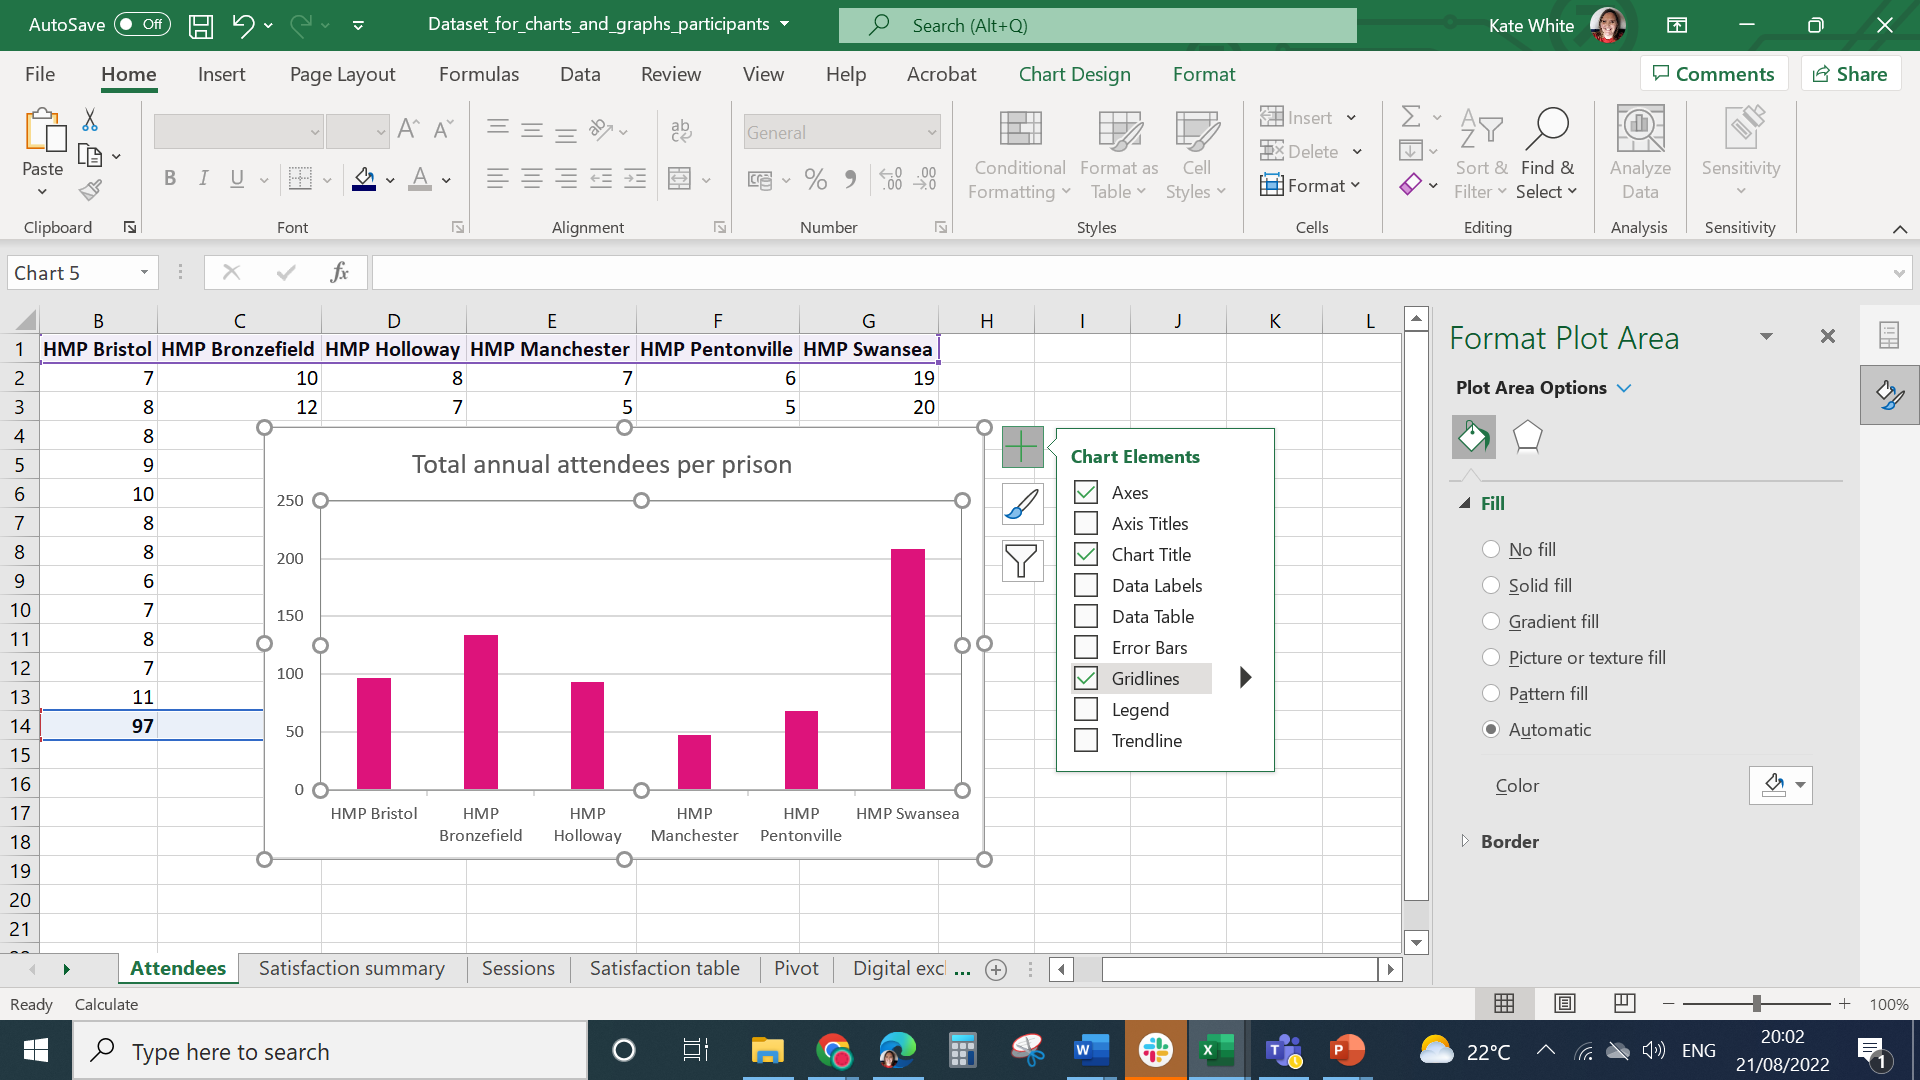 AutoSave Off Dataset_for_charts_and_graphs_participants Search (Alt+Q) Kate White
File Home Insert Page Layout Formulas Data Review View Help Acrobat Chart Design Format Comments Share
Paste
B I U
A A A
ab
General
%
Conditional Formatting
Format as Table
Cell Styles
Insert
Delete
Format
Sort & Filter
Find & Select
Analyze Data
Sensitivity
Clipboard Font Alignment Number Styles Cells Editing Analysis Sensitivity
Chart 5 fx
B C D E F G H I J K L
1 HMP Bristol HMP Bronzefield HMP Holloway HMP Manchester HMP Pentonville HMP Swansea
2 7 10 8 7 6 19
3 8 12 7 5 5 20
4 8
5 9
6 10
7 8
8 8
9 6
10 7
11 8
12 7
13 11
14 97
15
16
17
18
19
20
21
Total annual attendees per prison
250
200
150
100
50
0
HMP Bristol
HMP Bronzefield
HMP Holloway
HMP Manchester
HMP Pentonville
HMP Swansea
Chart Elements
Axes
Axis Titles
Chart Title
Data Labels
Data Table
Error Bars
Gridlines
Legend
Trendline
Format Plot Area
Plot Area Options
Fill
No fill
Solid fill
Gradient fill
Picture or texture fill
Pattern fill
Automatic
Color
Border
Attendees Satisfaction summary Sessions Satisfaction table Pivot Digital exc ...
Ready Calculate 100%
Type here to search 22°C ENG 20:02
21/08/2022 1